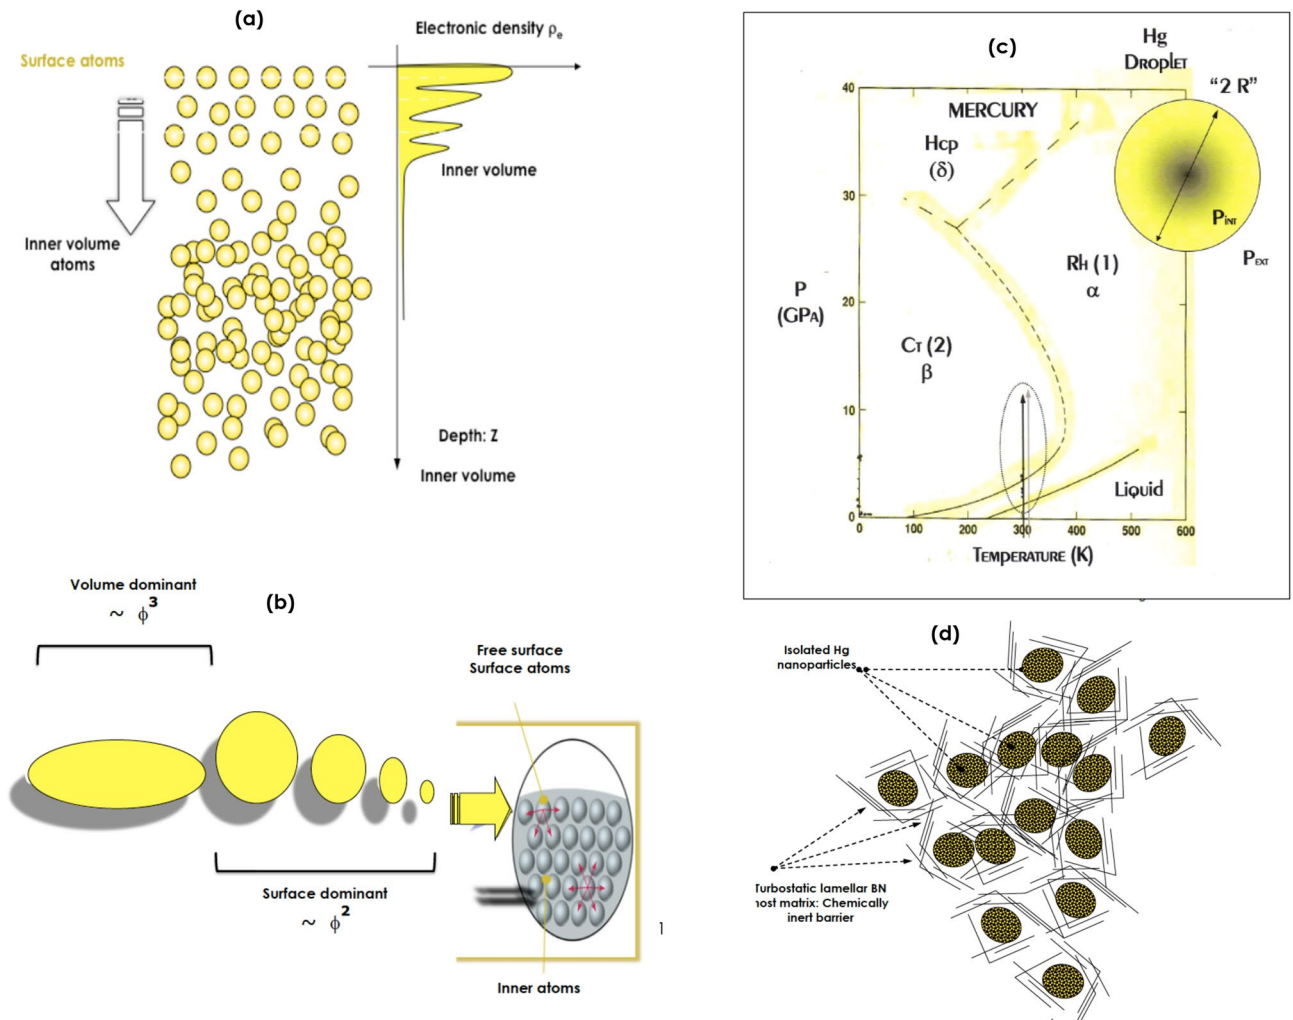 (a)
Electronic density ρe
Surface atoms
Inner volume
Inner volume
atoms
Depth: Z
Inner volume
(b)
Volume dominant
~ ϕ³
Free surface
Surface atoms
Surface dominant
~ ϕ²
Inner atoms
1
(c)
Hg
Droplet
"2 R"
40
MERCURY
Hcp
(δ)
30
PINT
PEXT
RH (1)
α
P
(GPA)
20
CT (2)
β
10
Liquid
0
0
100
200
300
400
500
600
TEMPERATURE (K)
(d)
Isolated Hg
nanoparticles
Turbostatic lamellar BN
host matrix: Chemically
inert barrier